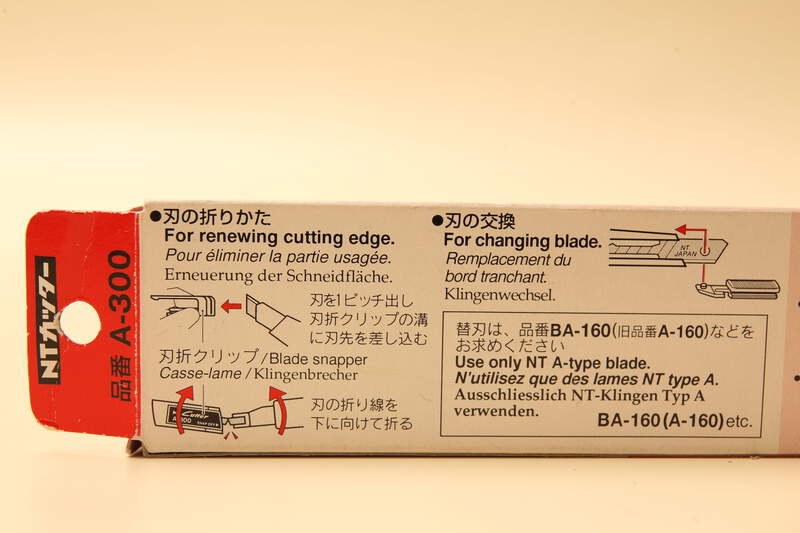 NTカッター
品番 A-300
●刃の折りかた
For renewing cutting edge.
Pour éliminer la partie usagée.
Erneuerung der Schneidfläche.
刃を1ピッチ出し
刃折クリップの溝
に刃先を差し込む
刃折クリップ/Blade snapper
Casse-lame/Klingenbrecher
Cutter
A-300
刃の折り線を
下に向けて折る
●刃の交換
For changing blade.
Remplacement du
bord tranchant.
Klingenwechsel.
NT
JAPAN
替刃は、品番BA-160(旧品番A-160)などを
お求めください
Use only NT A-type blade.
N'utilisez que des lames NT type A.
Ausschliesslich NT-Klingen Typ A
verwenden.
BA-160(A-160)etc.